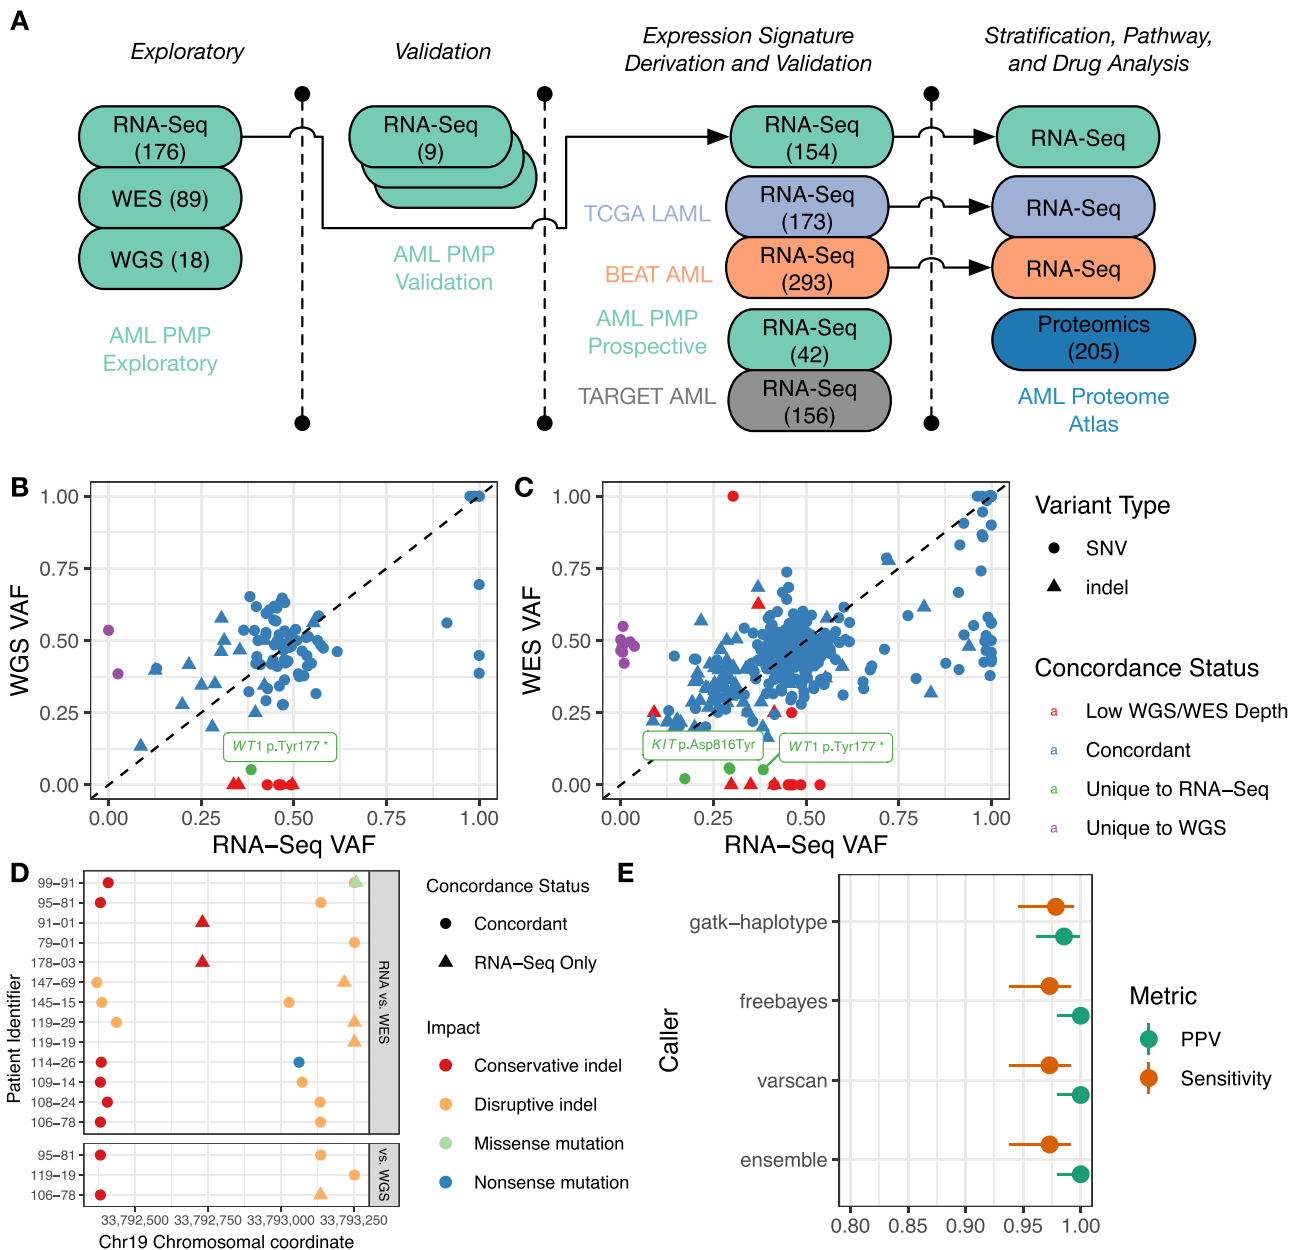 A
Exploratory
Validation
Expression Signature
Derivation and Validation
Stratification, Pathway,
and Drug Analysis
RNA-Seq
(176)
WES (89)
WGS (18)
AML PMP
Exploratory
RNA-Seq
(9)
AML PMP
Validation
RNA-Seq
(154)
TCGA LAML
RNA-Seq
(173)
BEAT AML
RNA-Seq
(293)
AML PMP
Prospective
RNA-Seq
(42)
TARGET AML
RNA-Seq
(156)
RNA-Seq
RNA-Seq
RNA-Seq
Proteomics
(205)
AML Proteome
Atlas
B
WGS VAF
1.00
0.75
0.50
0.25
0.00
WT1 p.Tyr177 *
0.00
0.25
0.50
0.75
1.00
RNA–Seq VAF
C
WES VAF
1.00
0.75
0.50
0.25
0.00
KIT p.Asp816Tyr
WT1 p.Tyr177 *
0.00
0.25
0.50
0.75
1.00
RNA–Seq VAF
Variant Type
SNV
indel
Concordance Status
a Low WGS/WES Depth
a Concordant
a Unique to RNA–Seq
a Unique to WGS
D
Patient Identifier
99–91
95–81
91–01
79–01
178–03
147–69
145–15
119–29
119–19
114–26
109–14
108–24
106–78
RNA vs. WES
95–81
119–19
106–78
vs. WGS
33,792,500
33,792,750
33,793,000
33,793,250
Chr19 Chromosomal coordinate
Concordance Status
Concordant
RNA–Seq Only
Impact
Conservative indel
Disruptive indel
Missense mutation
Nonsense mutation
E
Caller
gatk–haplotype
freebayes
varscan
ensemble
0.80
0.85
0.90
0.95
1.00
Metric
PPV
Sensitivity